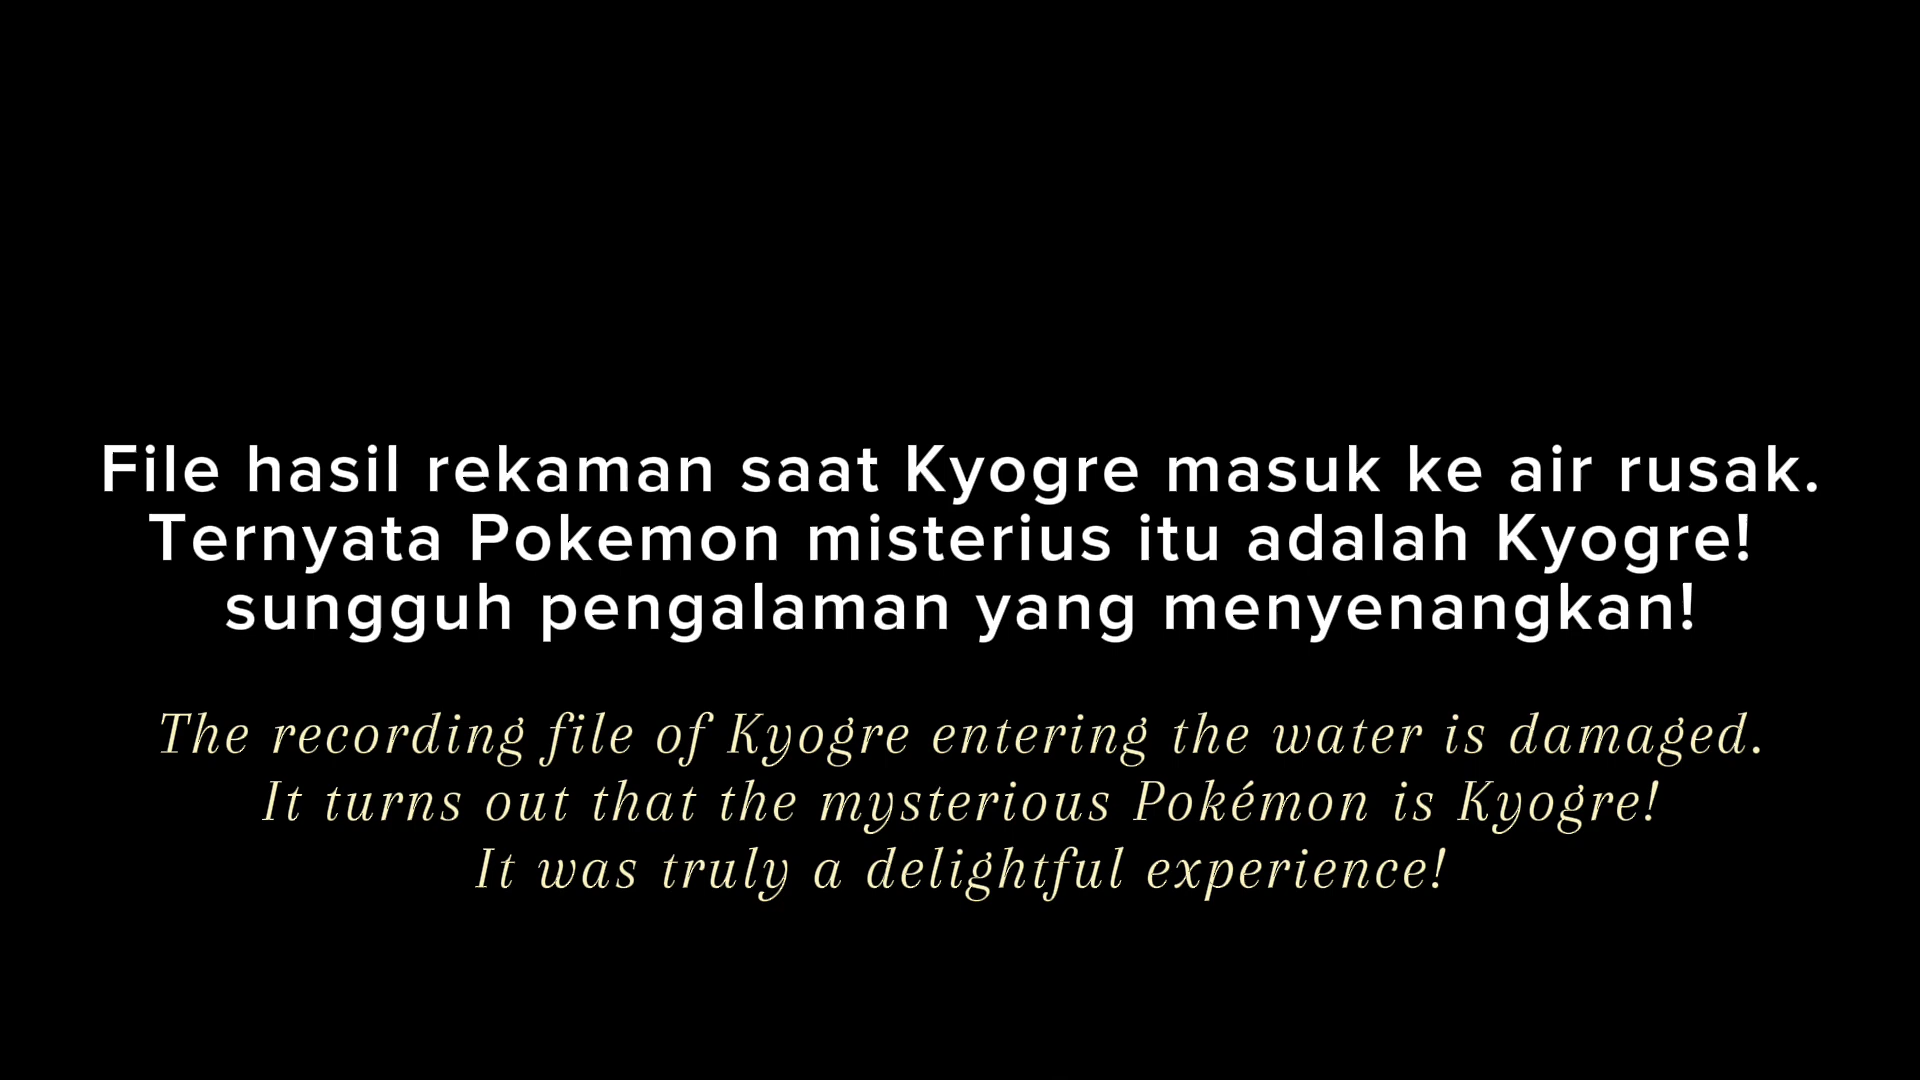 File hasil rekaman saat Kyogre masuk ke air rusak.
Ternyata Pokemon misterius itu adalah Kyogre!
sungguh pengalaman yang menyenangkan!
The recording file of Kyogre entering the water is damaged.
It turns out that the mysterious Pokémon is Kyogre!
It was truly a delightful experience!